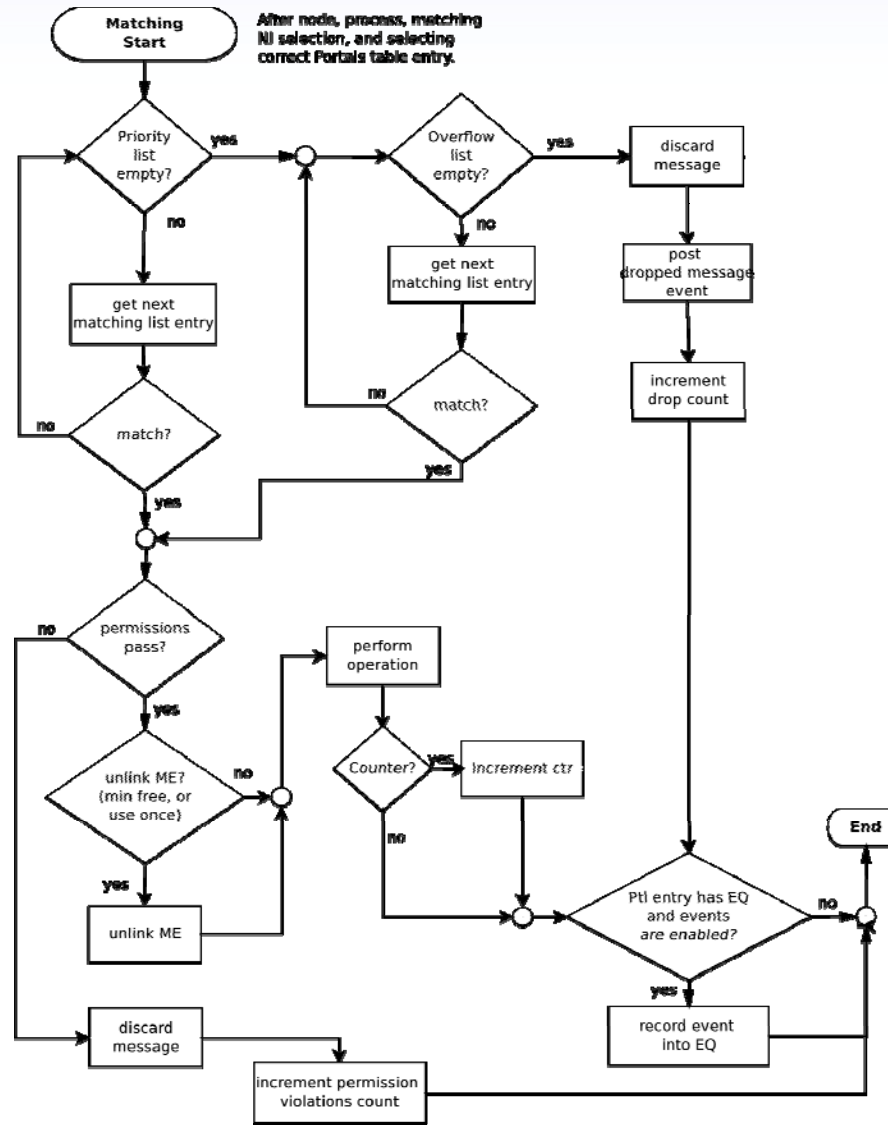 Matching
Start
After node, process, matching
NI selection, and selecting
correct Portals table entry.
Priority
list
empty?
yes
no
Overflow
list
empty?
yes
no
discard
message
post
dropped message
event
increment
drop count
get next
matching list entry
get next
matching list entry
match?
no
yes
match?
no
yes
permissions
pass?
no
yes
unlink ME?
(min free, or
use once)
no
yes
unlink ME
perform
operation
Counter?
yes
no
Increment ctr
Ptl entry has EQ
and events
are enabled?
no
yes
End
record event
into EQ
discard
message
increment permission
violations count